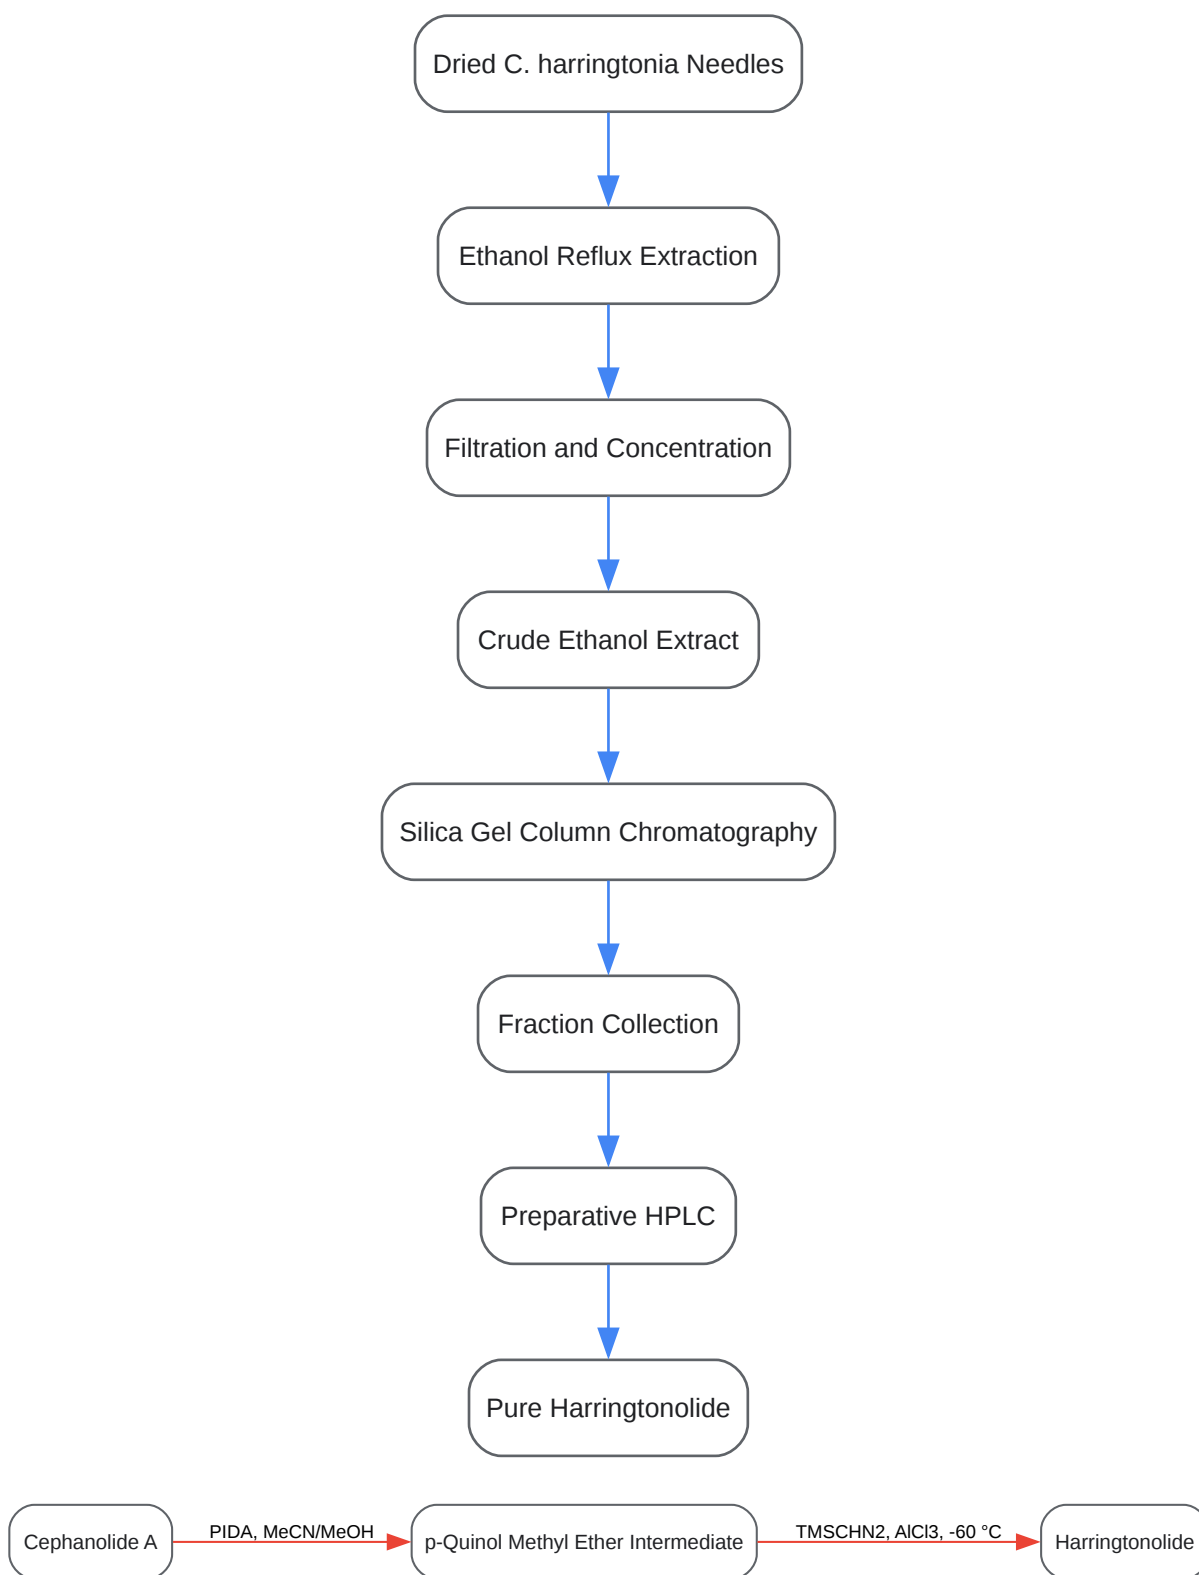 Dried C. harringtonia Needles
Ethanol Reflux Extraction
Filtration and Concentration
Crude Ethanol Extract
Silica Gel Column Chromatography
Fraction Collection
Preparative HPLC
Pure Harringtonolide
Cephanolide A
PIDA, MeCN/MeOH
p-Quinol Methyl Ether Intermediate
TMSCHN2, AlCl3, -60 °C
Harringtonolide